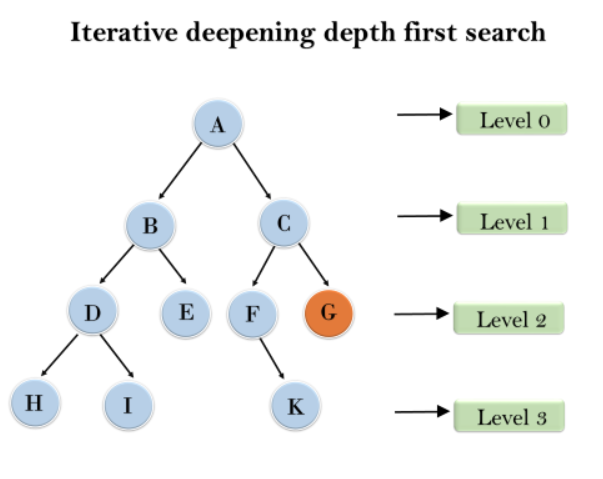 Iterative deepening depth first search
A
Level 0
B
C
Level 1
D
E
F
G
Level 2
H
I
K
Level 3